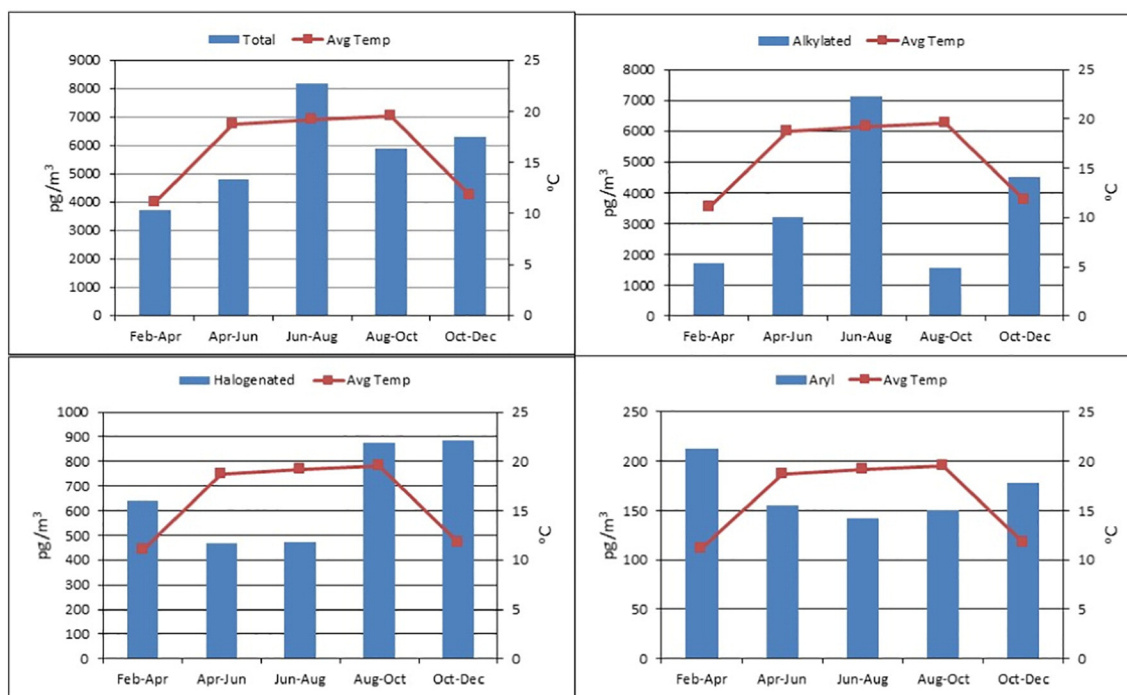 Total Avg Temp
9000 25
8000
7000 20
6000
5000 15
4000 10
3000
2000 5
1000
0 0
pg/m³
ºC
Feb-Apr Apr-Jun Jun-Aug Aug-Oct Oct-Dec
Alkylated Avg Temp
8000 25
7000
6000 20
5000 15
4000
3000 10
2000
1000 5
0 0
pg/m³
ºC
Feb-Apr Apr-Jun Jun-Aug Aug-Oct Oct-Dec
Halogenated Avg Temp
1000 25
900
800 20
700
600 15
500
400 10
300
200 5
100
0 0
pg/m³
ºC
Feb-Apr Apr-Jun Jun-Aug Aug-Oct Oct-Dec
Aryl Avg Temp
250 25
200 20
150 15
100 10
50 5
0 0
pg/m³
ºC
Feb-Apr Apr-Jun Jun-Aug Aug-Oct Oct-Dec